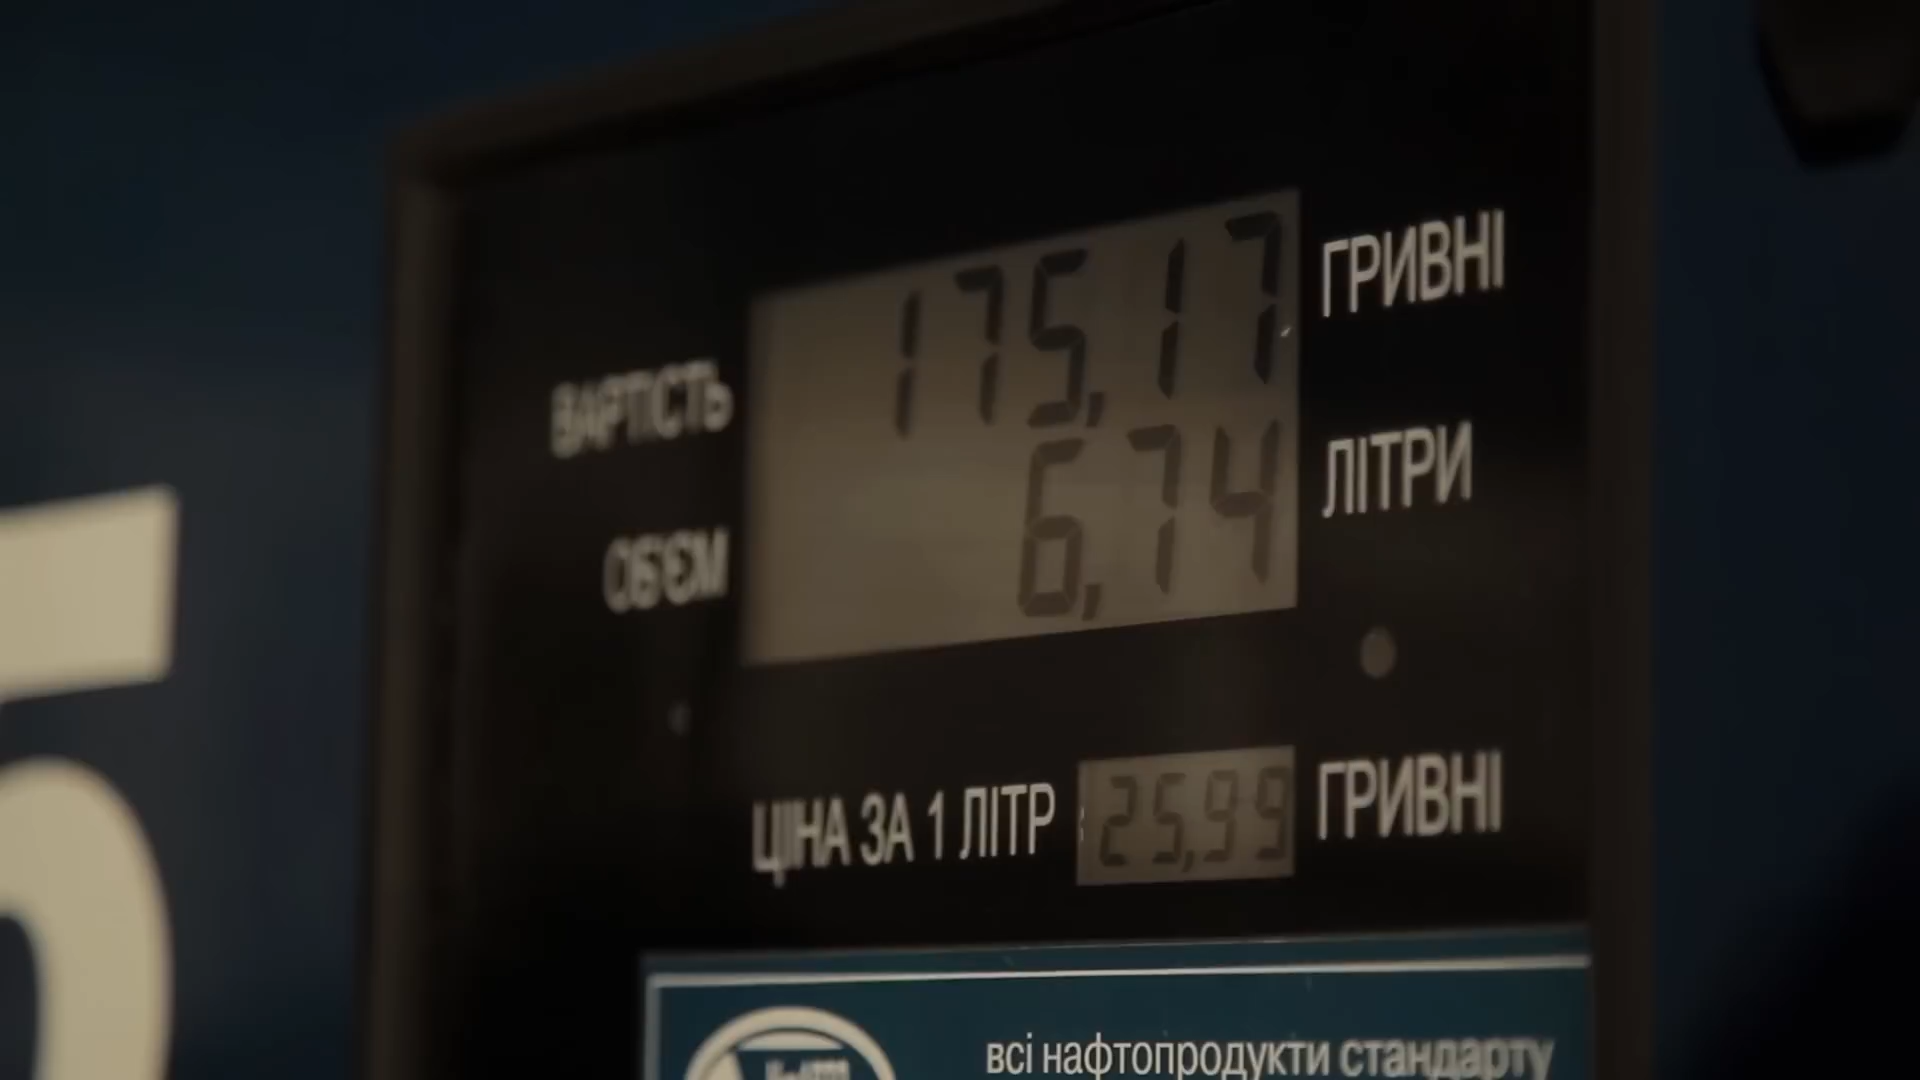 175,17 ГРИВНІ
ВАРТІСТЬ
6,74 ЛІТРИ
ОБ'ЄМ
ЦІНА ЗА 1 ЛІТР 25,99 ГРИВНІ
всі нафтопродукти стандарту
5